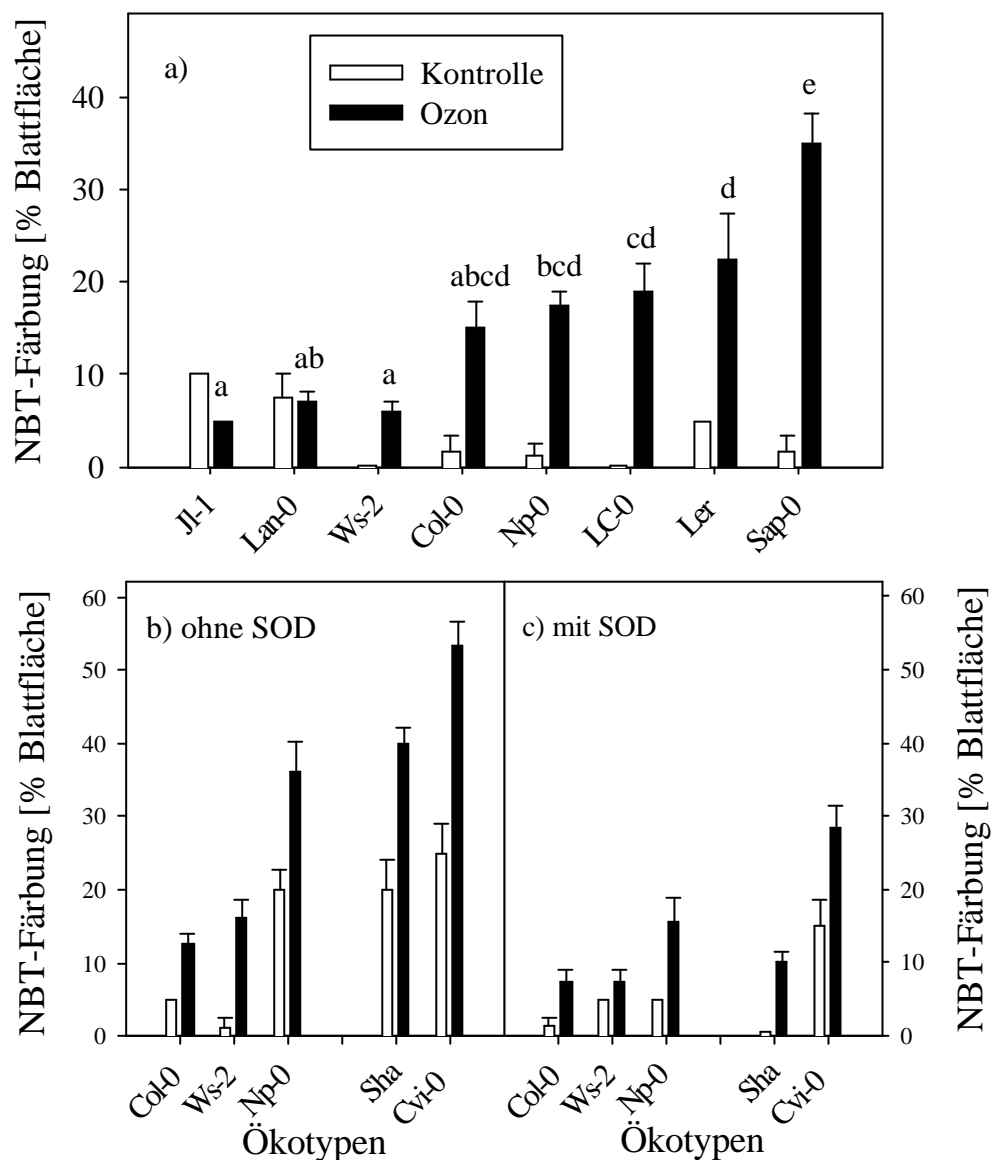 a)
Kontrolle
Ozon
NBT-Färbung [% Blattfläche]
40
30
20
10
0
a
ab
a
abcd
bcd
cd
d
e
Jl-1
Lan-0
Ws-2
Col-0
Np-0
LC-0
Ler
Sap-0
b) ohne SOD
NBT-Färbung [% Blattfläche]
60
50
40
30
20
10
0
Col-0
Ws-2
Np-0
Sha
Cvi-0
Ökotypen
c) mit SOD
60
50
40
30
20
10
0
NBT-Färbung [% Blattfläche]
Col-0
Ws-2
Np-0
Sha
Cvi-0
Ökotypen